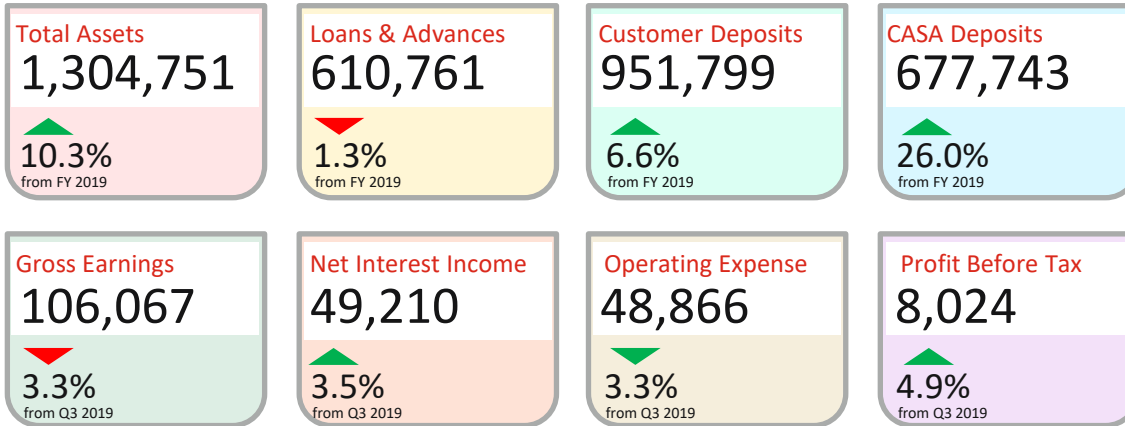 Total Assets
1,304,751
10.3%
from FY 2019
Loans & Advances
610,761
1.3%
from FY 2019
Customer Deposits
951,799
6.6%
from FY 2019
CASA Deposits
677,743
26.0%
from FY 2019
Gross Earnings
106,067
3.3%
from Q3 2019
Net Interest Income
49,210
3.5%
from Q3 2019
Operating Expense
48,866
3.3%
from Q3 2019
Profit Before Tax
8,024
4.9%
from Q3 2019